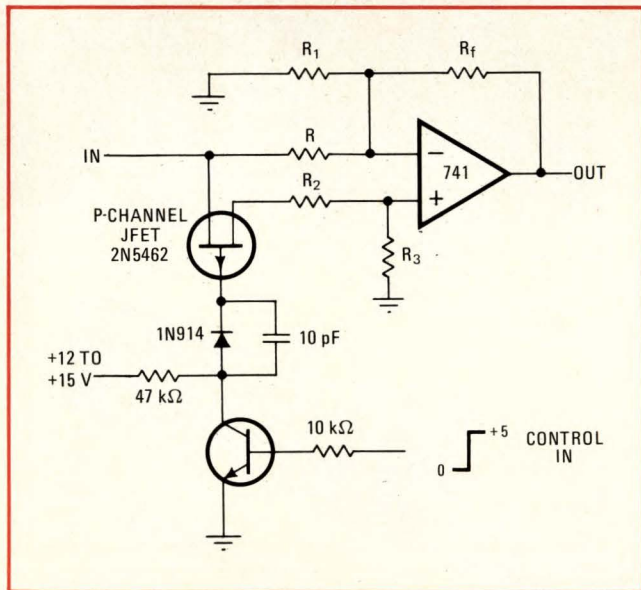 R₁
R_f
IN
R
−
741
OUT
+
R₂
P-CHANNEL
JFET
2N5462
R₃
1N914
10 pF
+12 TO
+15 V
47 kΩ
10 kΩ
+5
0
CONTROL
IN